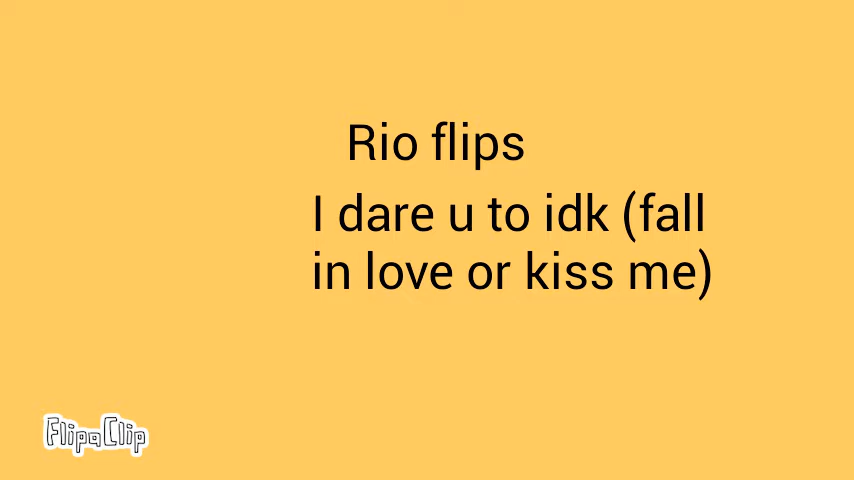 Rio flips
I dare u to idk (fall
in love or kiss me)
FlipaClip